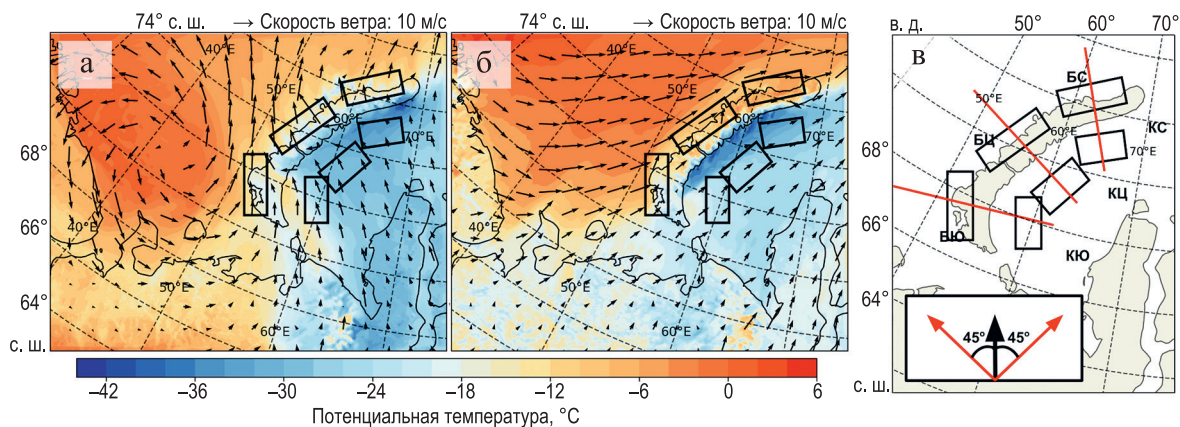 74° с. ш. → Скорость ветра: 10 м/с
74° с. ш. → Скорость ветра: 10 м/с
в. д. 50° 60° 70°
а
40°E
50°E
60°E
70°E
40°E
50°E
60°E
68°
66°
64°
с. ш.
б
40°E
50°E
60°E
70°E
50°E
60°E
в
БС
50°E
КС
60°E
70°E
БЦ
КЦ
БЮ
КЮ
68°
66°
64°
с. ш.
45° 45°
−42 −36 −30 −24 −18 −12 −6 0 6
Потенциальная температура, °C